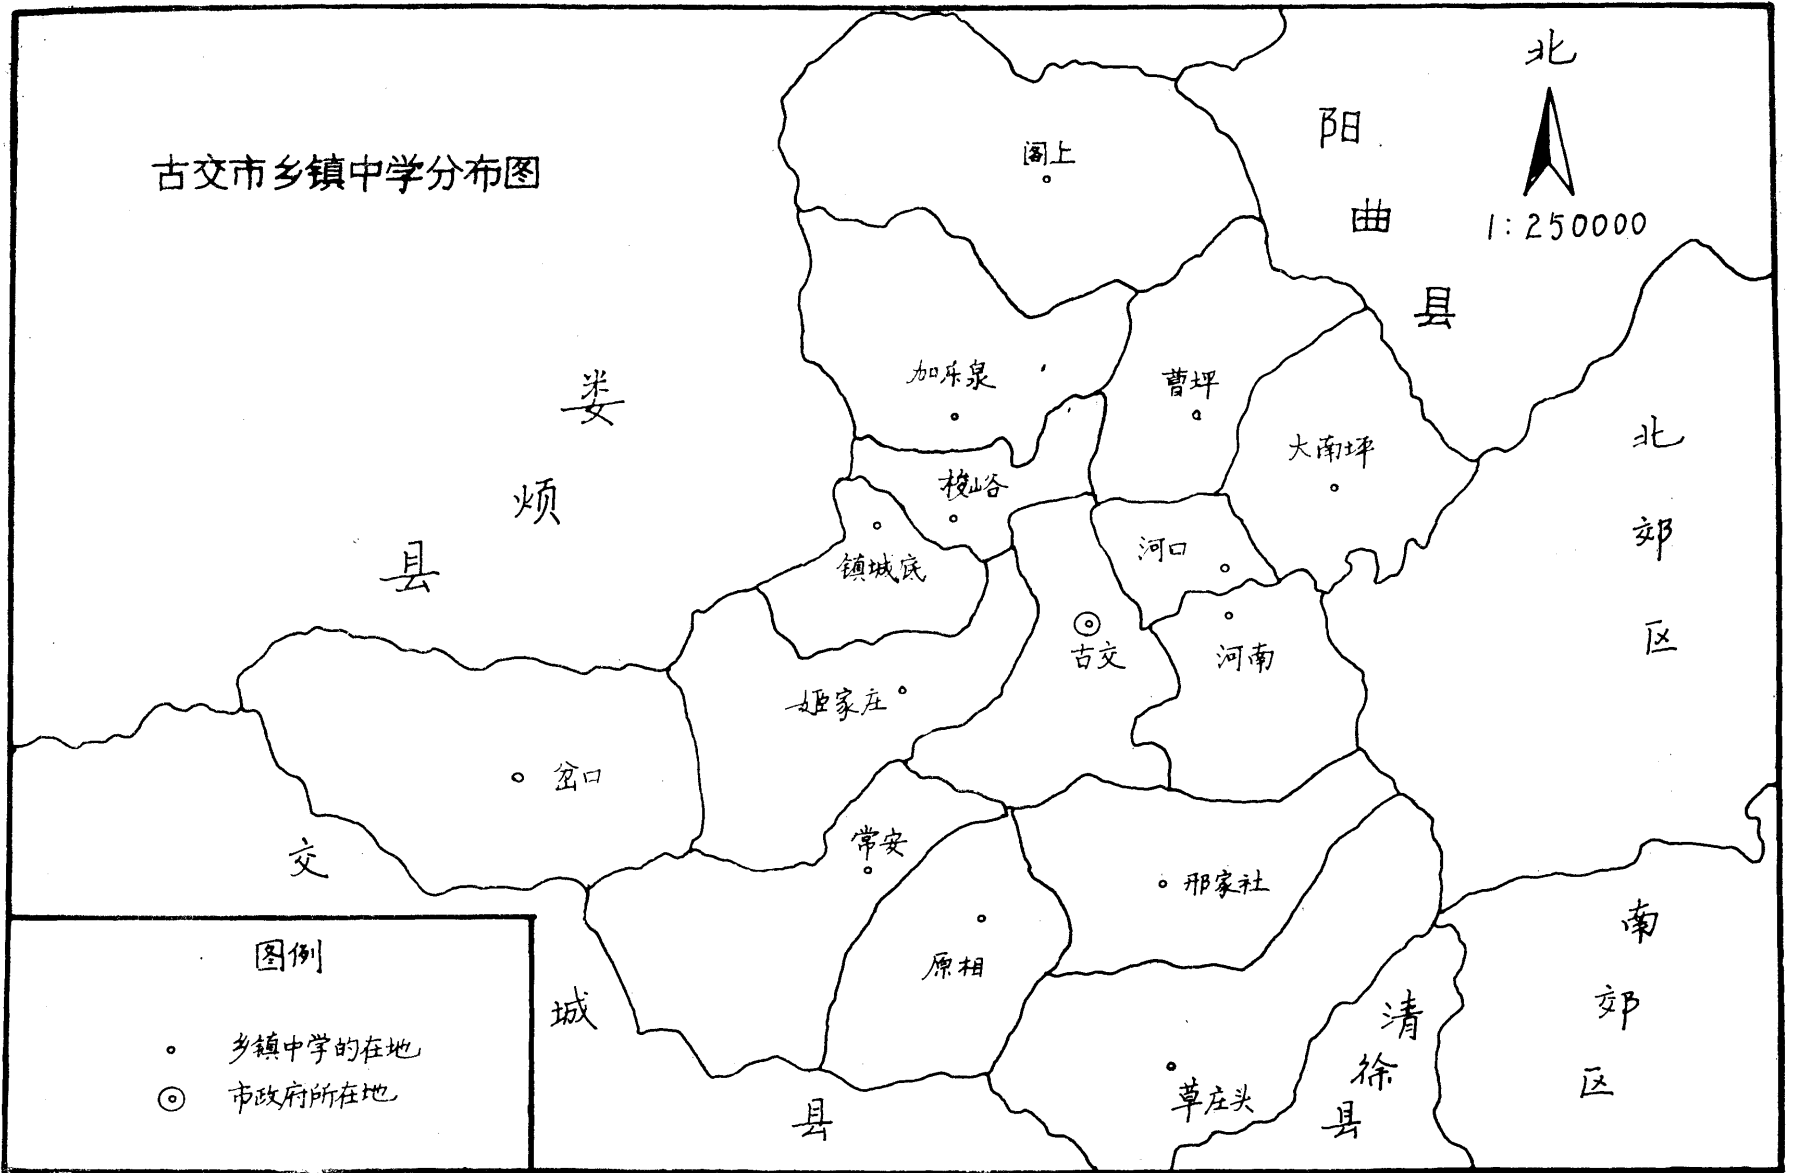 古交市乡镇中学分布图
北
1:250000
阳曲县
阁上
娄烦县
加乐泉
曹坪
大南坪
北郊区
梭峪
镇城底
河口
古交
河南
姬家庄
岔口
常安
邢家社
原相
草庄头
交城县
清徐县
南郊区
图例
乡镇中学的在地
市政府所在地